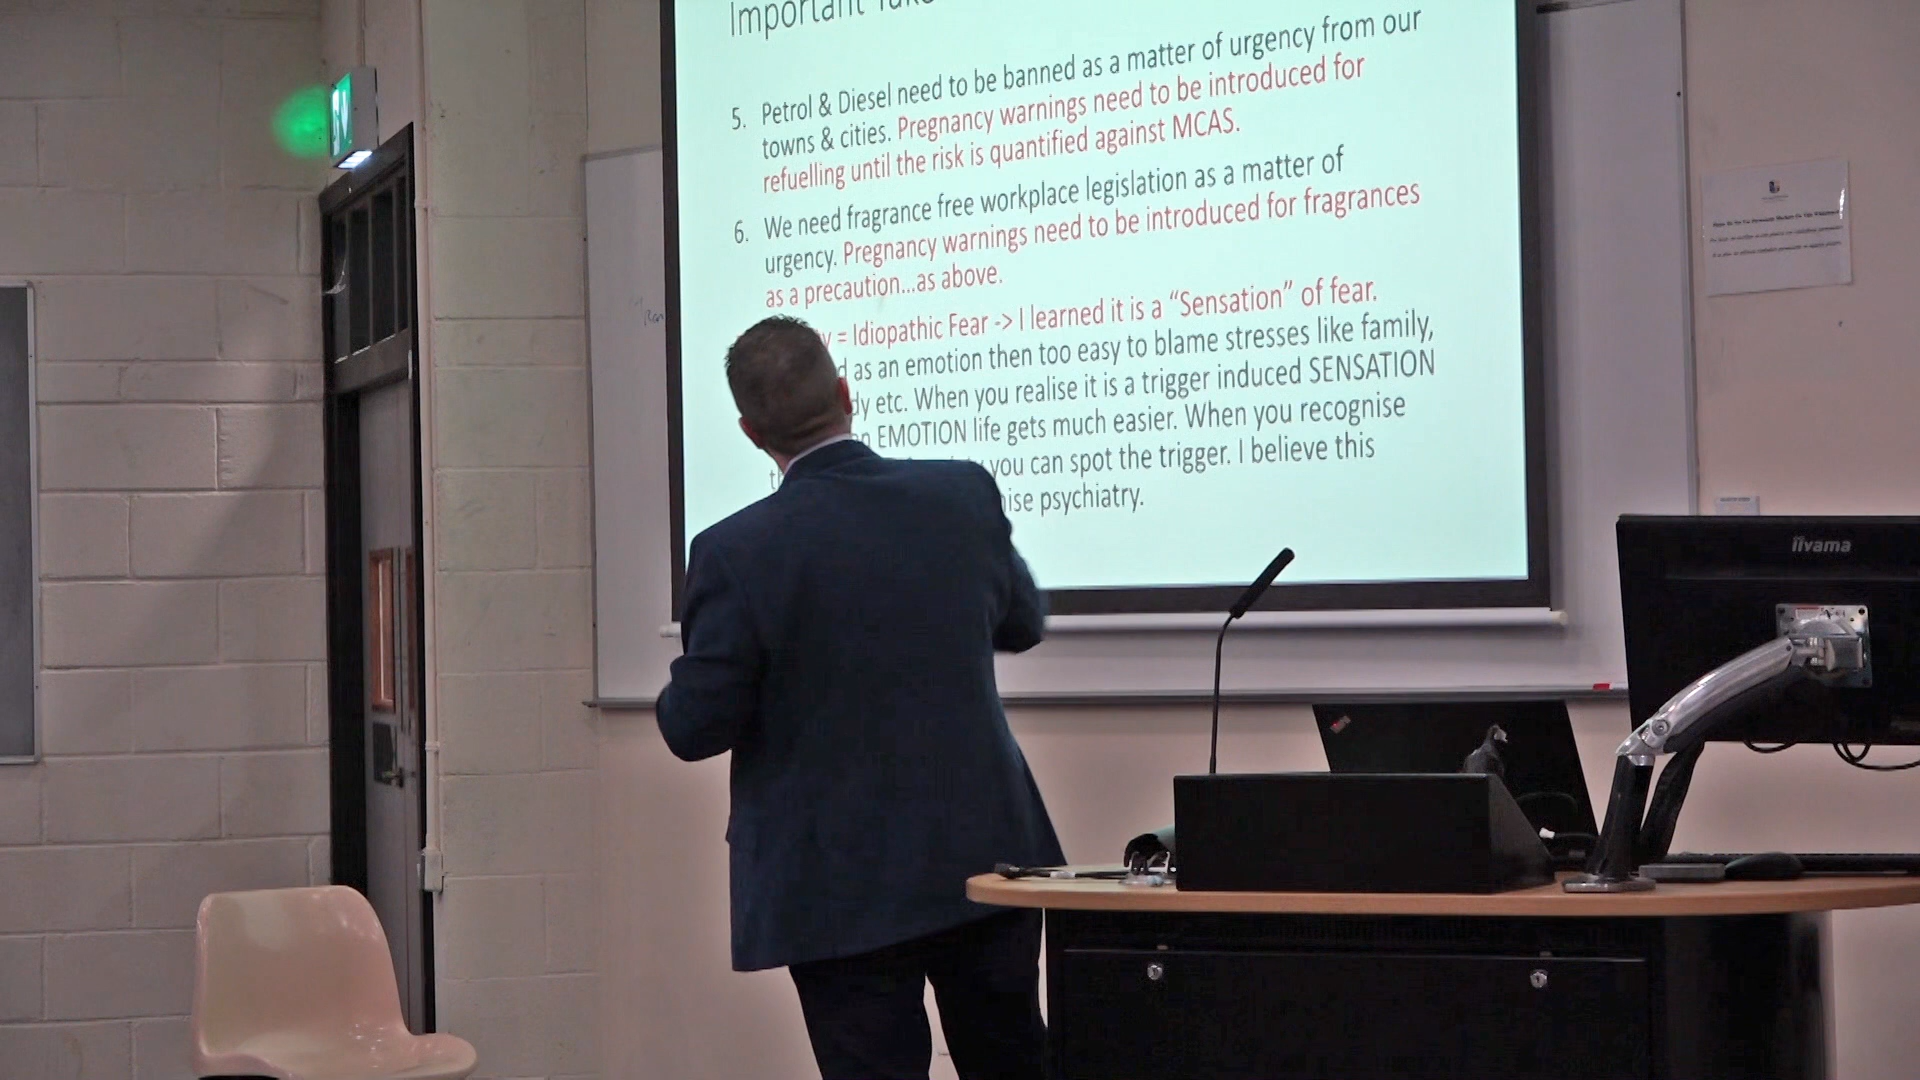 Important
5. Petrol & Diesel need to be banned as a matter of urgency from our
towns & cities. Pregnancy warnings need to be introduced for
refuelling until the risk is quantified against MCAS.
6. We need fragrance free workplace legislation as a matter of
urgency. Pregnancy warnings need to be introduced for fragrances
as a precaution...as above.
= Idiopathic Fear -> I learned it is a “Sensation” of fear.
as an emotion then too easy to blame stresses like family,
etc. When you realise it is a trigger induced SENSATION
EMOTION life gets much easier. When you recognise
you can spot the trigger. I believe this
psychiatry.
iiyama